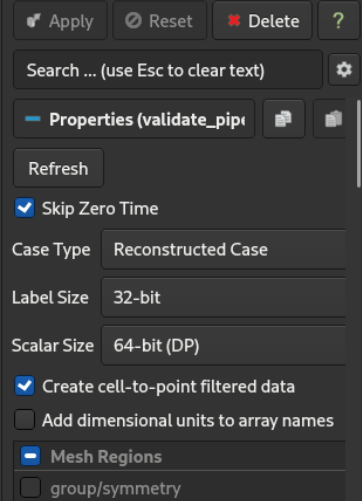 Apply Reset Delete ?
Search ... (use Esc to clear text)
Properties (validate_pipe
Refresh
Skip Zero Time
Case Type Reconstructed Case
Label Size 32-bit
Scalar Size 64-bit (DP)
Create cell-to-point filtered data
Add dimensional units to array names
Mesh Regions
group/symmetry